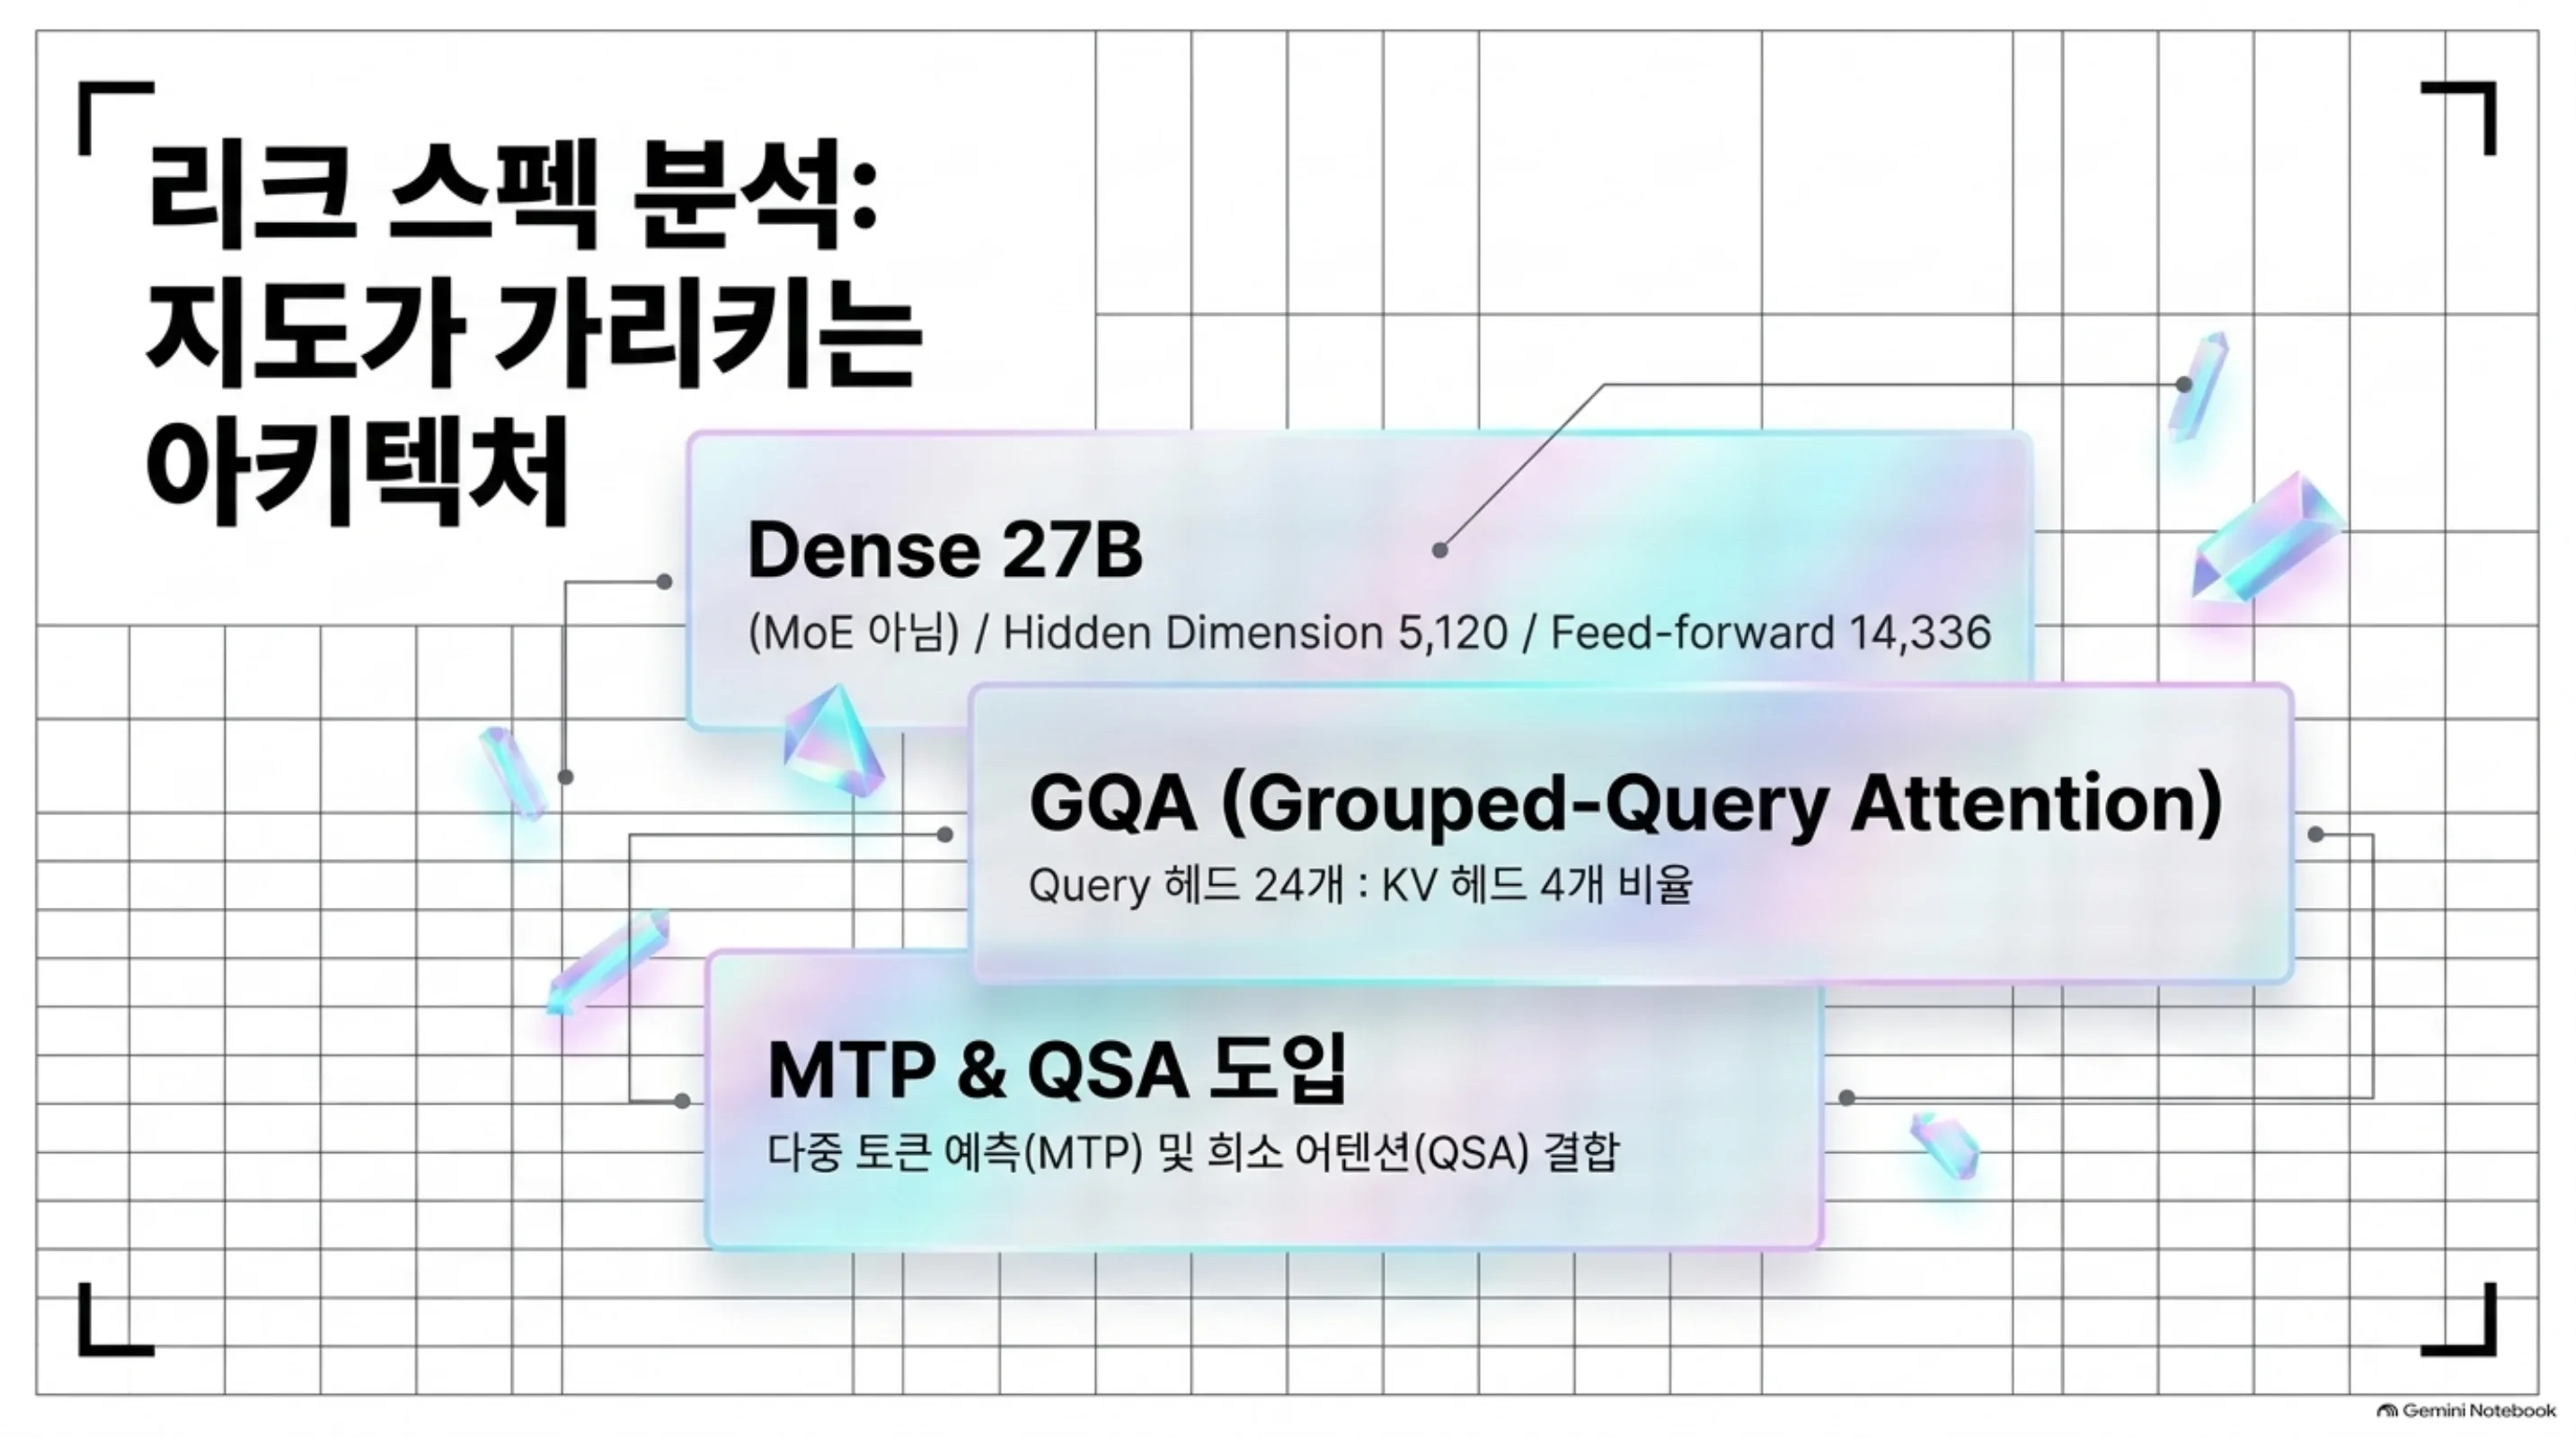 리크 스펙 분석:
지도가 가리키는
아키텍처
Dense 27B
(MoE 아님) / Hidden Dimension 5,120 / Feed-forward 14,336
GQA (Grouped-Query Attention)
Query 헤드 24개 : KV 헤드 4개 비율
MTP & QSA 도입
다중 토큰 예측(MTP) 및 희소 어텐션(QSA) 결합
Gemini Notebook